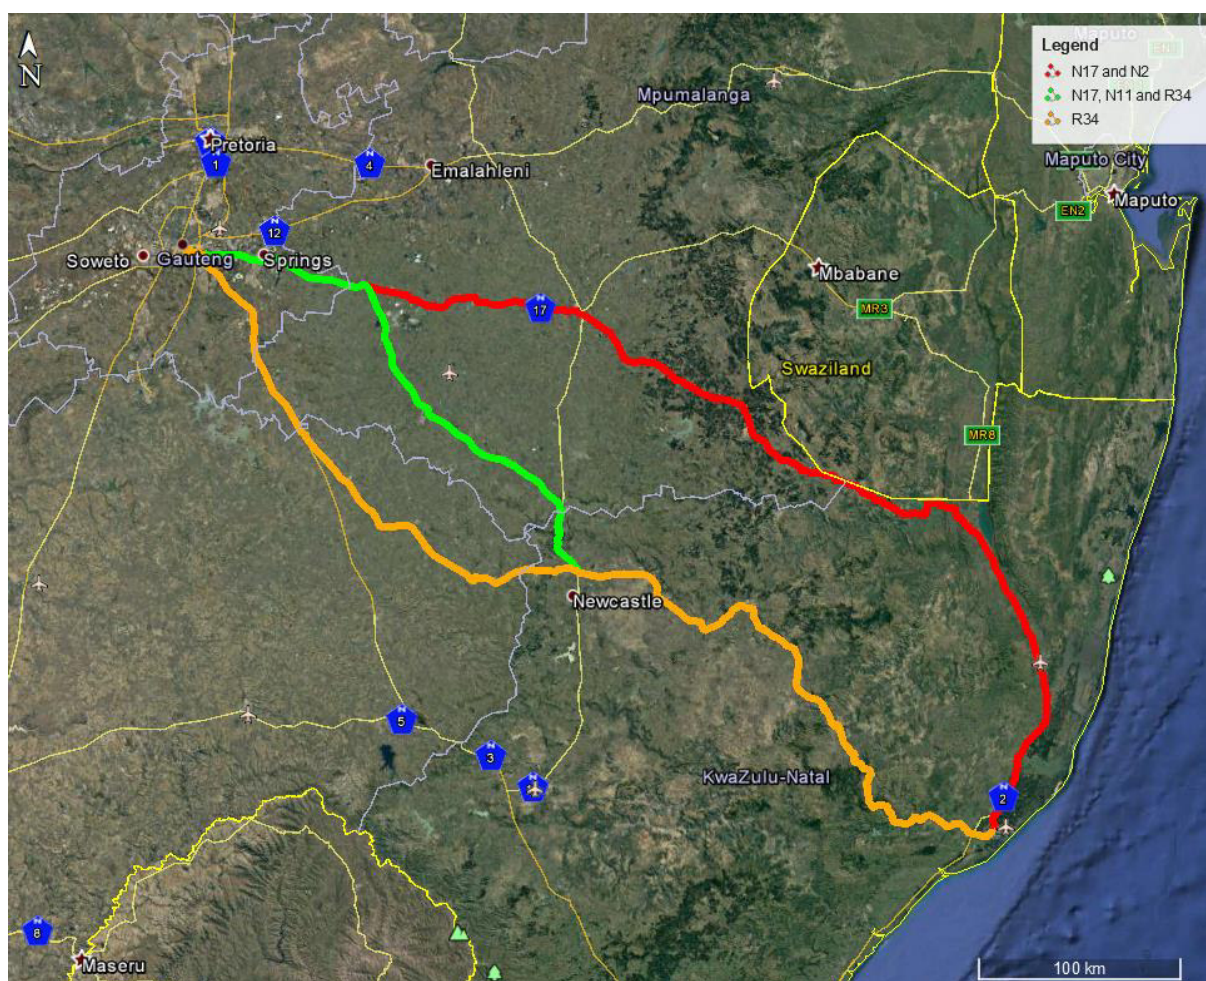 Maputo
Legend
N17 and N2
N17, N11 and R34
R34
N
Mpumalanga
Pretoria
N
1
N
4
Emalahleni
Maputo City
Maputo
EN2
N
12
Soweto
Gauteng
Springs
Mbabane
MR3
N
17
Swaziland
MR8
Newcastle
N
5
N
3
KwaZulu-Natal
N
2
N
8
Maseru
100 km